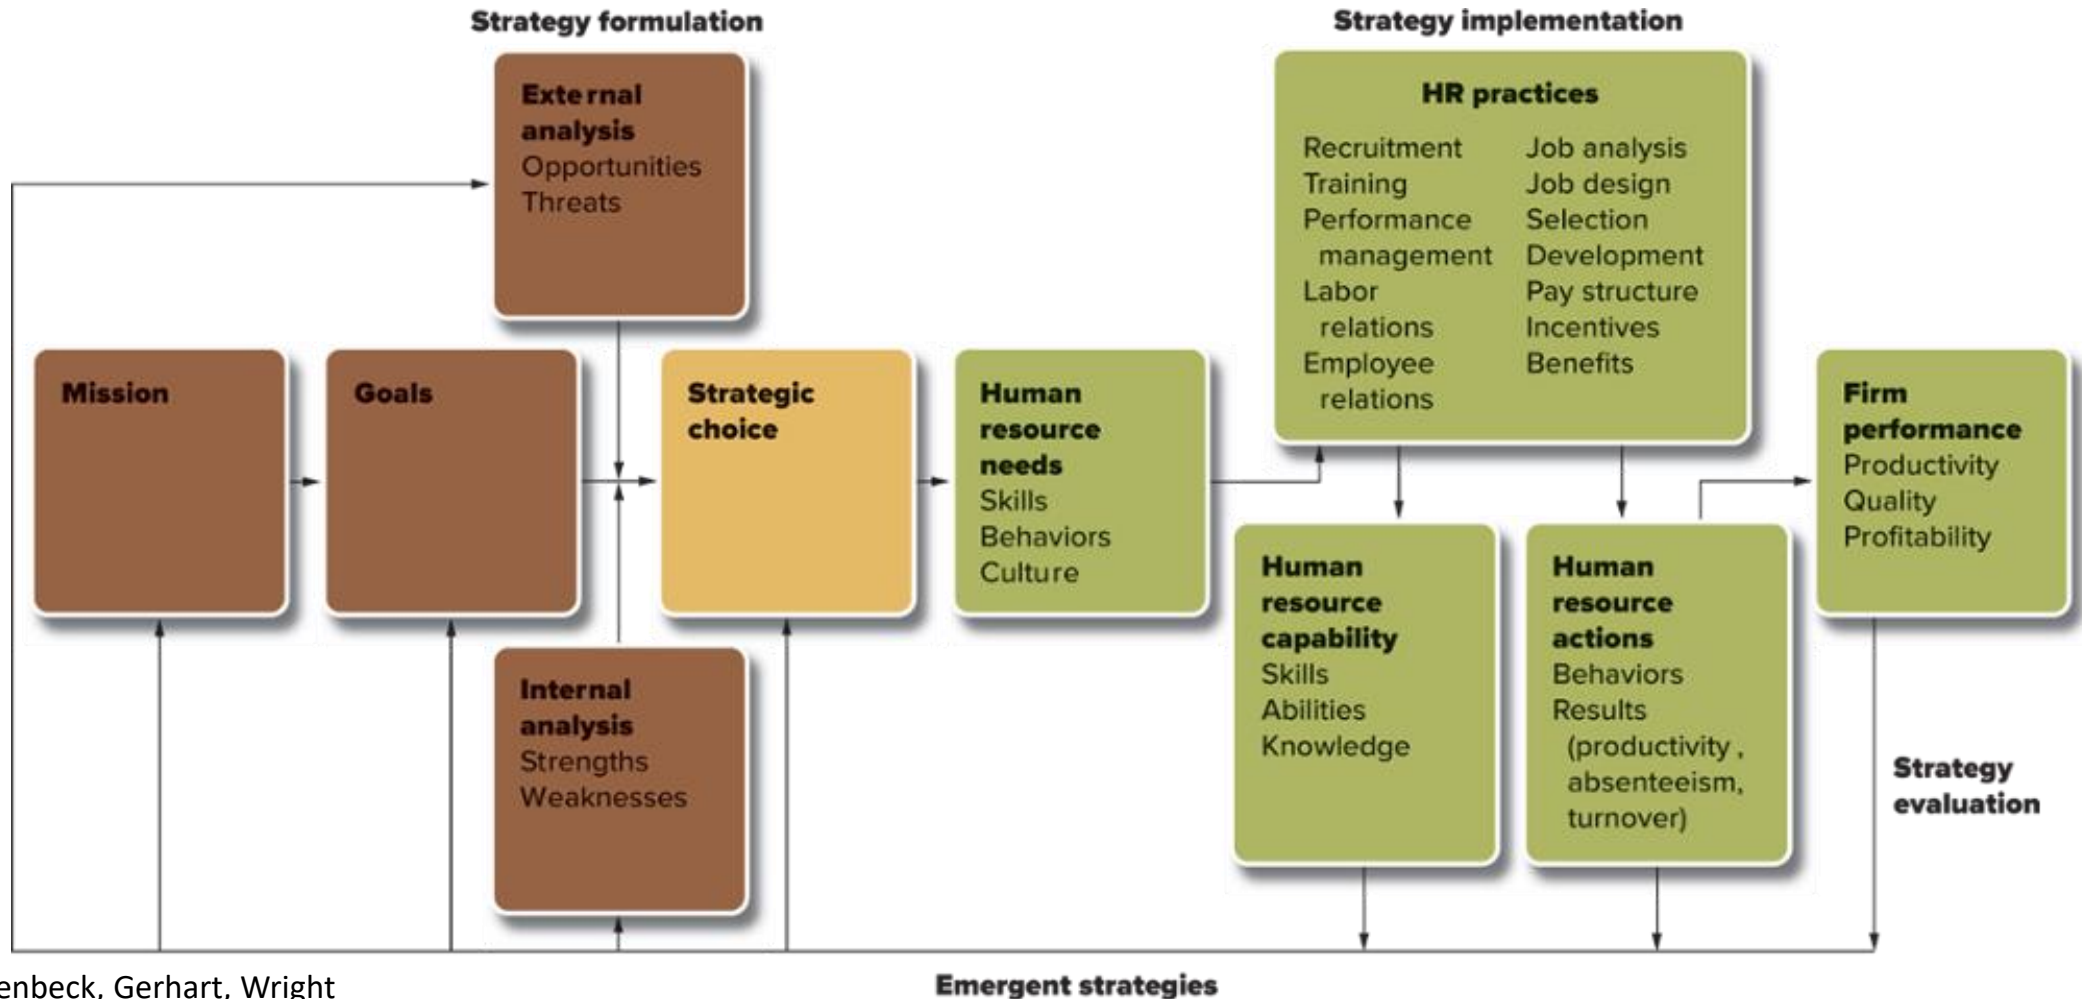 Strategy formulation
Strategy implementation
External
analysis
Opportunities
Threats
HR practices
Recruitment
Training
Performance
management
Labor
relations
Employee
relations
Job analysis
Job design
Selection
Development
Pay structure
Incentives
Benefits
Mission
Goals
Strategic
choice
Human
resource
needs
Skills
Behaviors
Culture
Firm
performance
Productivity
Quality
Profitability
Human
resource
capability
Skills
Abilities
Knowledge
Human
resource
actions
Behaviors
Results
(productivity ,
absenteeism,
turnover)
Internal
analysis
Strengths
Weaknesses
Strategy
evaluation
Emergent strategies
Gerhart, Wright